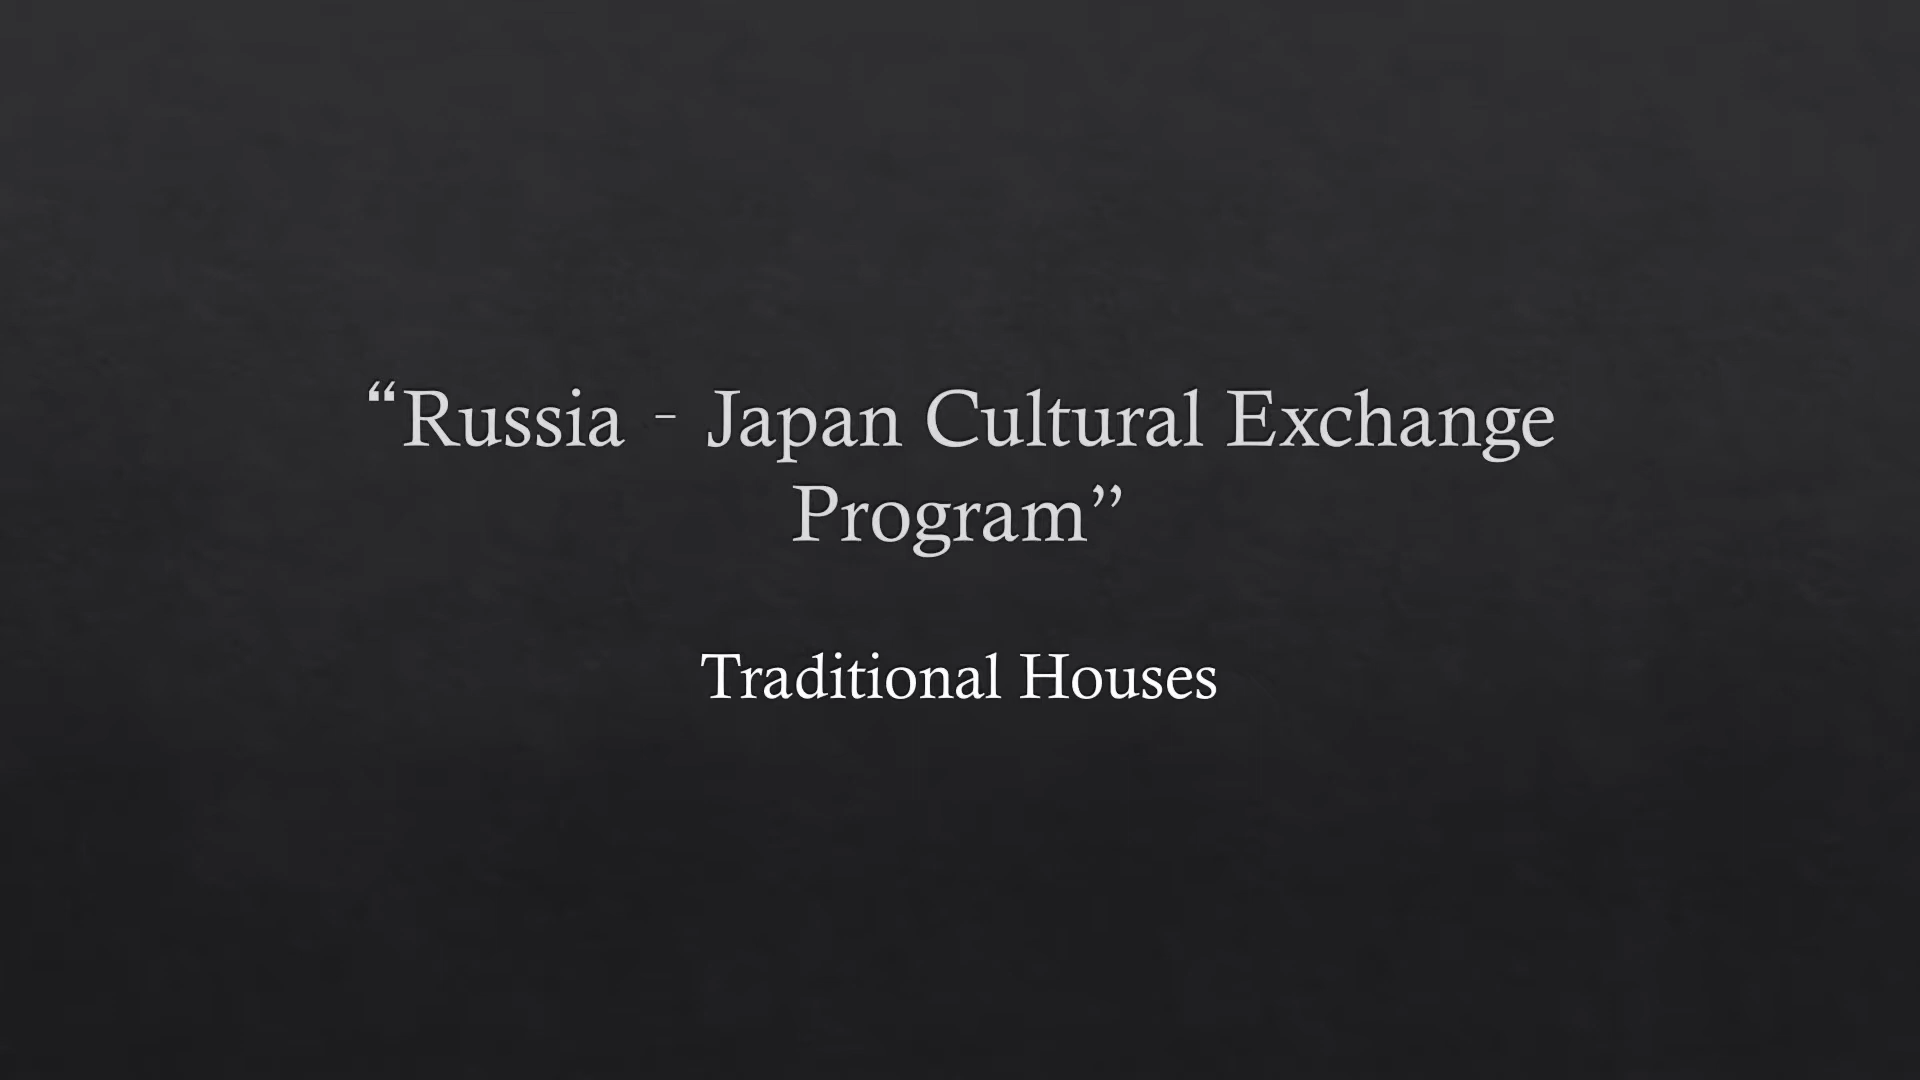 “Russia - Japan Cultural Exchange
Program”
Traditional Houses